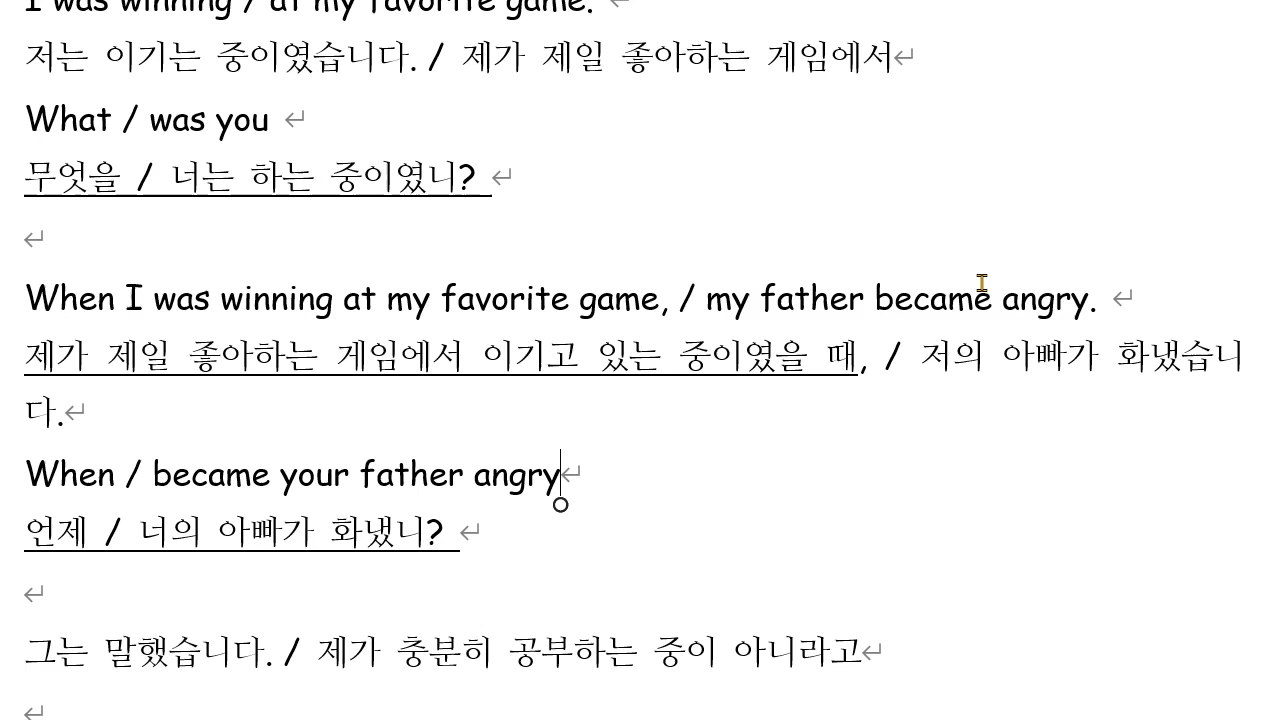 I was winning / at my favorite game.
저는 이기는 중이였습니다. / 제가 제일 좋아하는 게임에서
What / was you
무엇을 / 너는 하는 중이였니?
When I was winning at my favorite game, / my father became angry.
제가 제일 좋아하는 게임에서 이기고 있는 중이였을 때, / 저의 아빠가 화냈습니
다.
When / became your father angry
언제 / 너의 아빠가 화냈니?
그는 말했습니다. / 제가 충분히 공부하는 중이 아니라고